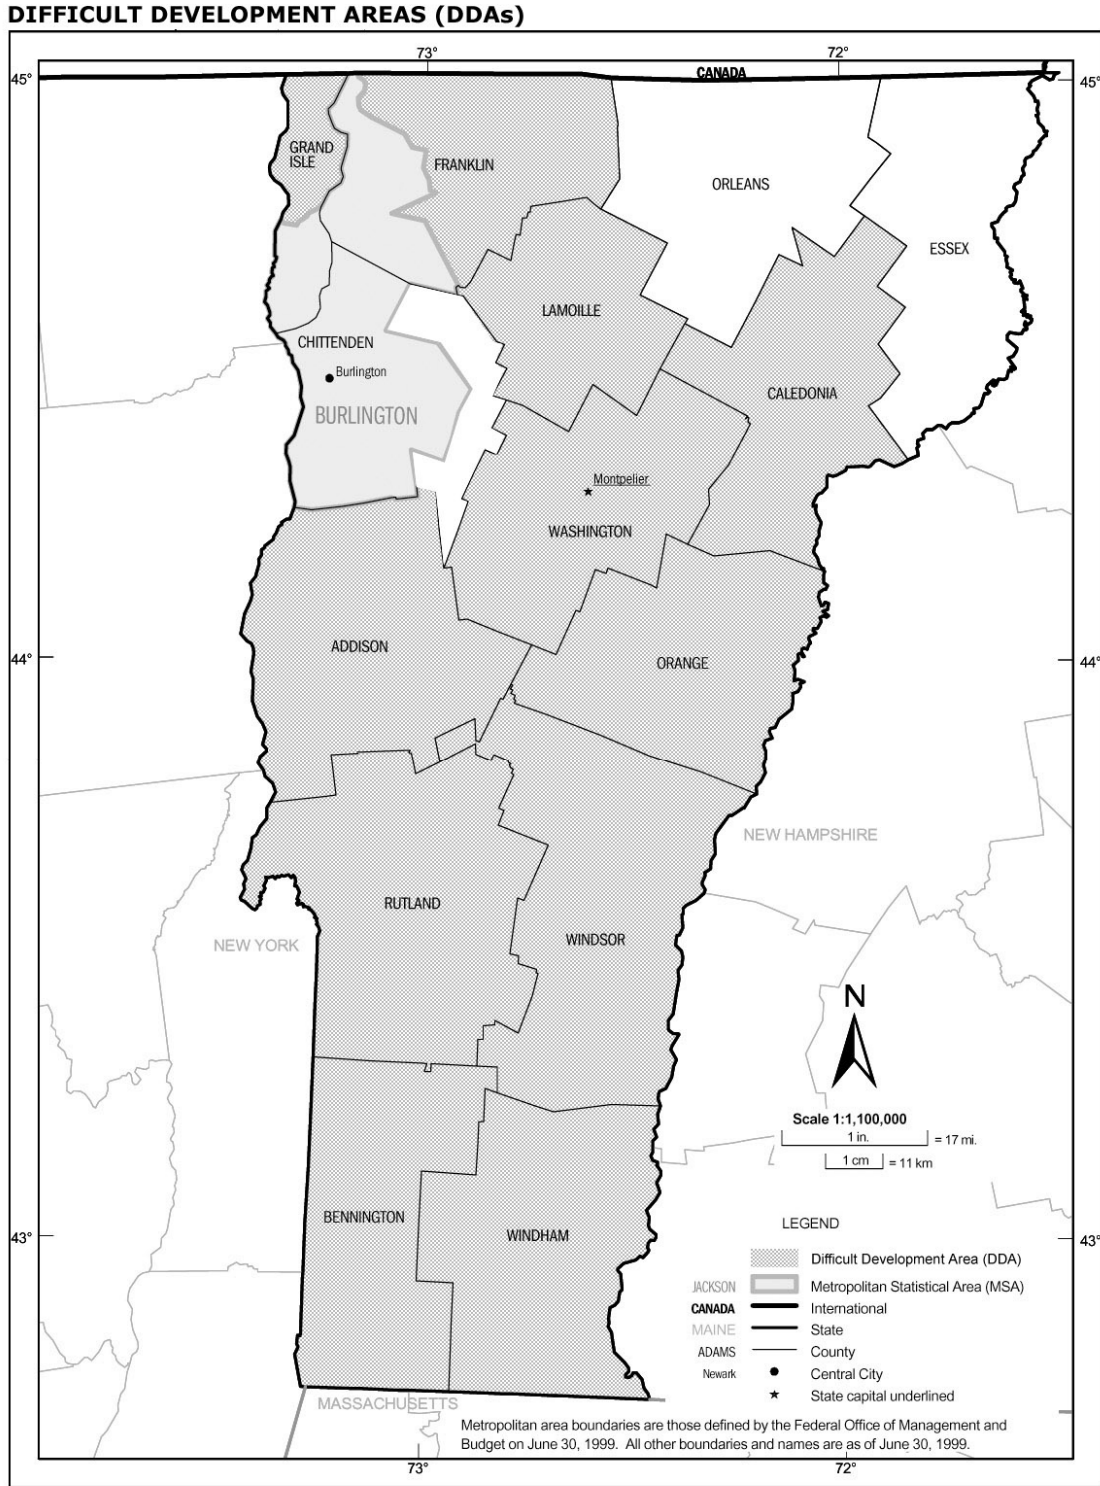 DIFFICULT DEVELOPMENT AREAS (DDAs)
73°
72°
45°
CANADA
45°
GRAND
ISLE
FRANKLIN
ORLEANS
ESSEX
LAMOILLE
CHITTENDEN
Burlington
CALEDONIA
BURLINGTON
Montpelier
WASHINGTON
ADDISON
44°
ORANGE
44°
NEW HAMPSHIRE
RUTLAND
NEW YORK
WINDSOR
N
Scale 1:1,100,000
1 in.
= 17 mi.
1 cm
= 11 km
BENNINGTON
LEGEND
43°
WINDHAM
43°
Difficult Development Area (DDA)
JACKSON Metropolitan Statistical Area (MSA)
CANADA International
MAINE State
ADAMS County
Newark Central City
State capital underlined
MASSACHUSETTS
Metropolitan area boundaries are those defined by the Federal Office of Management and
Budget on June 30, 1999. All other boundaries and names are as of June 30, 1999.
73°
72°